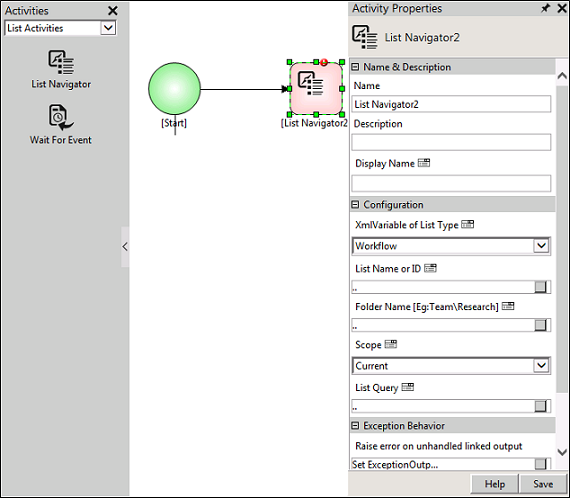 Activities
List Activities
List Navigator
Wait For Event
[Start]
[List Navigator2
Activity Properties
List Navigator2
Name & Description
Name
List Navigator2
Description
Display Name
Configuration
XmlVariable of List Type
Workflow
List Name or ID
..
Folder Name [Eg:Team\Research]
..
Scope
Current
List Query
..
Exception Behavior
Raise error on unhandled linked output
Set ExceptionOutp...
Help
Save